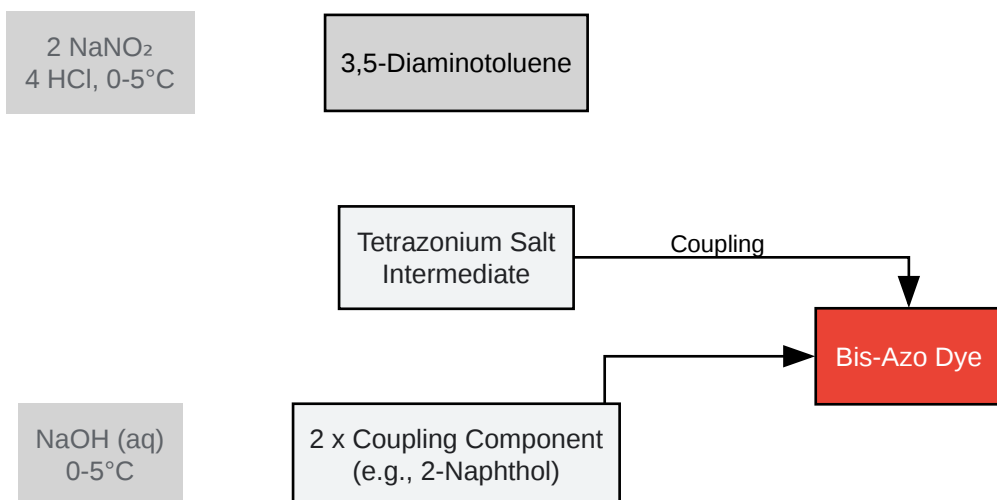 2 NaNO₂
4 HCl, 0-5°C
3,5-Diaminotoluene
Tetrazonium Salt
Intermediate
Coupling
Bis-Azo Dye
NaOH (aq)
0-5°C
2 x Coupling Component
(e.g., 2-Naphthol)